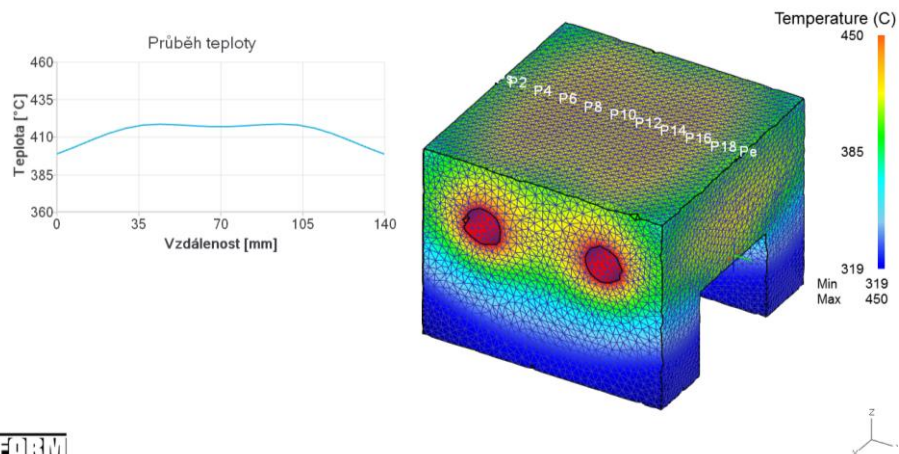 Průběh teploty
460
435
410
385
360
0 35 70 105 140
Teplota [°C]
Vzdálenost [mm]
P2
P4
P6
P8
P10
P12
P14
P16
P18
Pe
Temperature (C)
450
385
319
Min 319
Max 450
Z